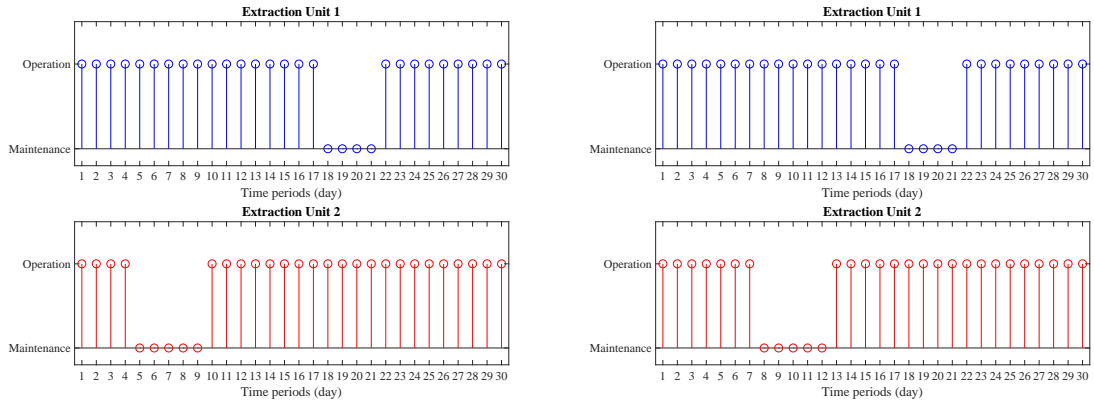 Extraction Unit 1
Operation
Maintenance
1 2 3 4 5 6 7 8 9 10 11 12 13 14 15 16 17 18 19 20 21 22 23 24 25 26 27 28 29 30
Time periods (day)
Extraction Unit 2
Operation
Maintenance
1 2 3 4 5 6 7 8 9 10 11 12 13 14 15 16 17 18 19 20 21 22 23 24 25 26 27 28 29 30
Time periods (day)
Extraction Unit 1
Operation
Maintenance
1 2 3 4 5 6 7 8 9 10 11 12 13 14 15 16 17 18 19 20 21 22 23 24 25 26 27 28 29 30
Time periods (day)
Extraction Unit 2
Operation
Maintenance
1 2 3 4 5 6 7 8 9 10 11 12 13 14 15 16 17 18 19 20 21 22 23 24 25 26 27 28 29 30
Time periods (day)